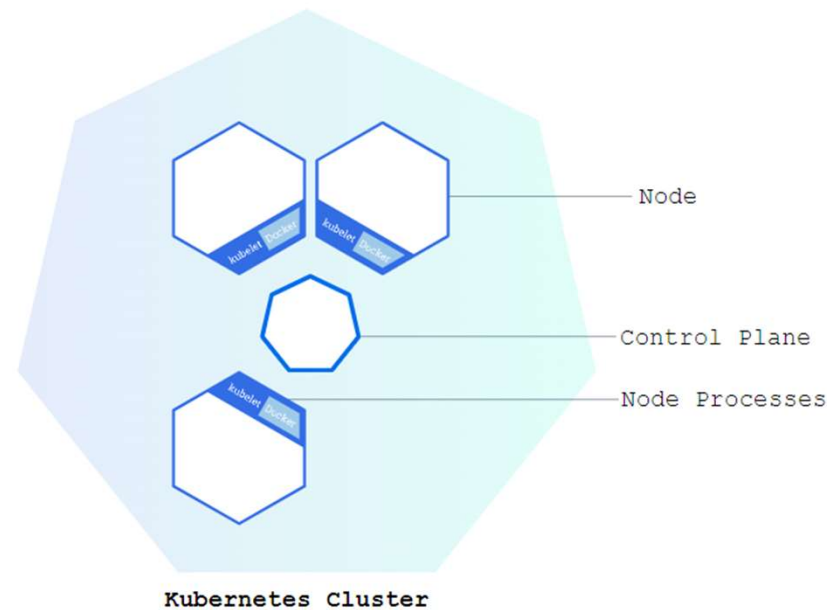 kubelet Docker
kubelet Docker
Node
Control Plane
kubelet Docker
Node Processes
Kubernetes Cluster